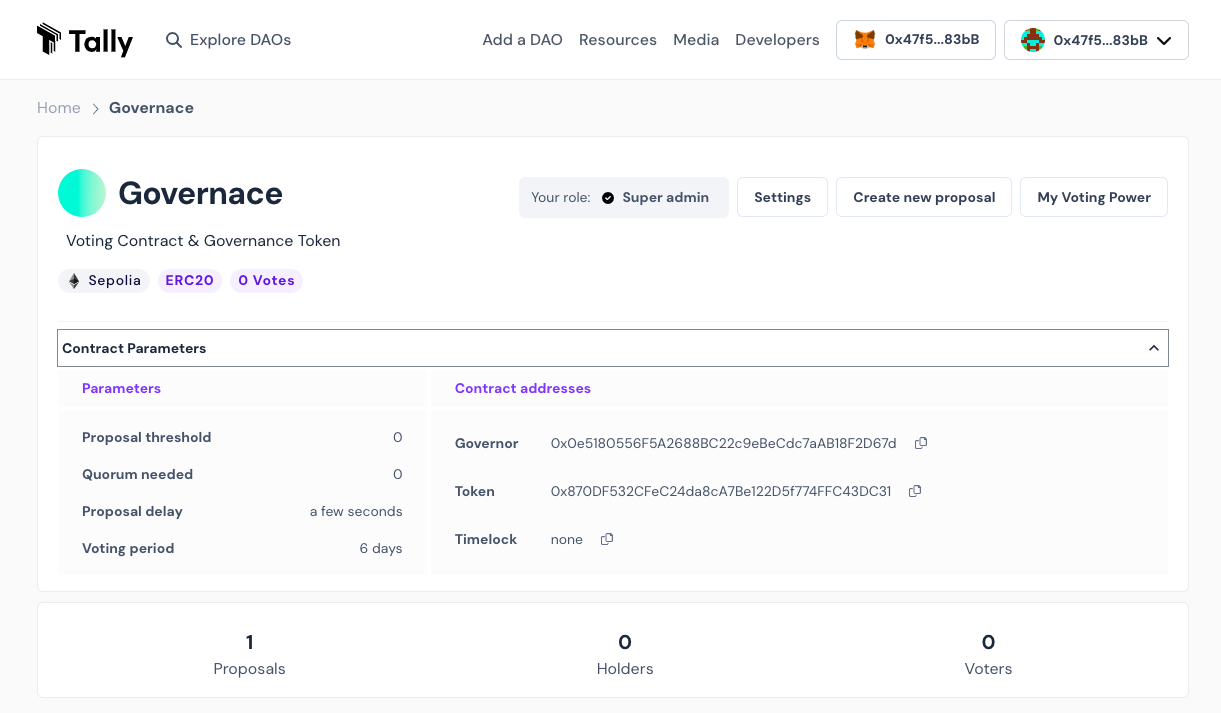 Tally
Explore DAOs
Add a DAO Resources Media Developers 0x47f5...83bB 0x47f5...83bB
Home > Governace
Governace
Your role: Super admin Settings Create new proposal My Voting Power
Voting Contract & Governance Token
Sepolia ERC20 0 Votes
Contract Parameters
Parameters
Proposal threshold 0
Quorum needed 0
Proposal delay a few seconds
Voting period 6 days
Contract addresses
Governor 0x0e5180556F5A2688BC22c9eBeCdc7aAB18F2D67d
Token 0x870DF532CFeC24da8cA7Be122D5f774FFC43DC31
Timelock none
1
Proposals
0
Holders
0
Voters